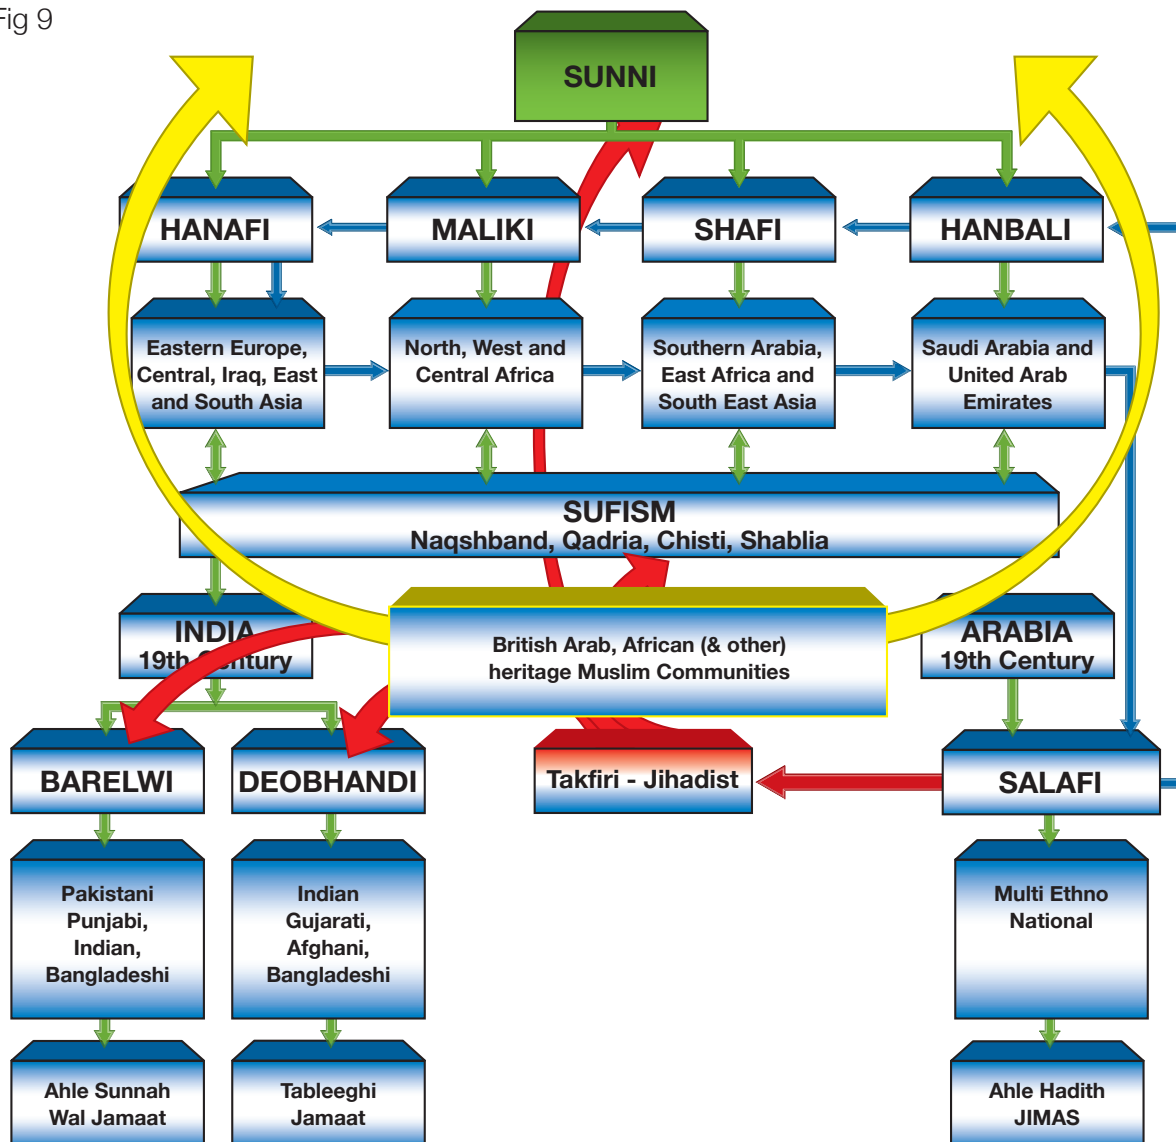 Fig 9
SUNNI
HANAFI
MALIKI
SHAFI
HANBALI
Eastern Europe,
Central, Iraq, East
and South Asia
North, West and
Central Africa
Southern Arabia,
East Africa and
South East Asia
Saudi Arabia and
United Arab
Emirates
SUFISM
Naqshband, Qadria, Chisti, Shablia
INDIA
19th Century
British Arab, African (& other)
heritage Muslim Communities
ARABIA
19th Century
BARELWI
DEOBHANDI
Takfiri - Jihadist
SALAFI
Pakistani
Punjabi,
Indian,
Bangladeshi
Indian
Gujarati,
Afghani,
Bangladeshi
Multi Ethno
National
Ahle Sunnah
Wal Jamaat
Tableeghi
Jamaat
Ahle Hadith
JIMAS